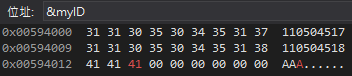 位址: &myID
0x00594000 31 31 30 35 30 34 35 31 37 110504517
0x00594009 31 31 30 35 30 34 35 31 38 110504518
0x00594012 41 41 41 00 00 00 00 00 00 AAA......